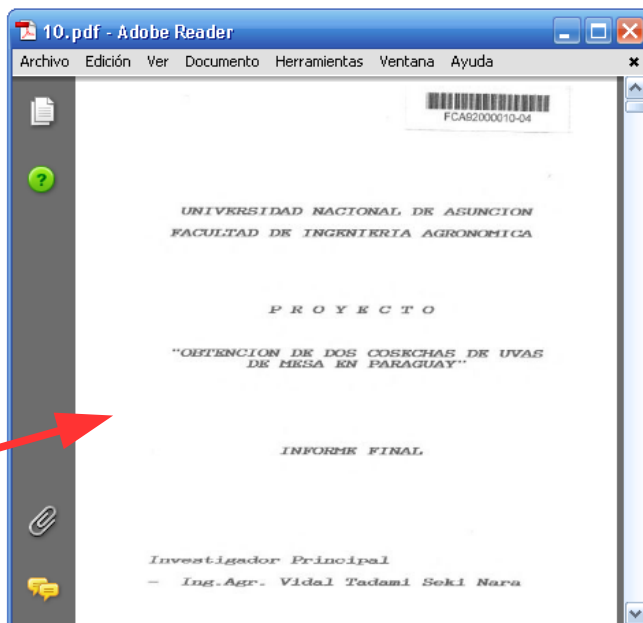 10.pdf - Adobe Reader
Archivo Edición Ver Documento Herramientas Ventana Ayuda
FCA92000010-04
UNIVERSIDAD NACIONAL DE ASUNCION
FACULTAD DE INGENIERIA AGRONOMICA
P R O Y E C T O
"OBTENCION DE DOS COSECHAS DE UVAS
DE MESA EN PARAGUAY"
INFORME FINAL
Investigador Principal
- Ing.Agr. Vidal Tadami Seki Nara